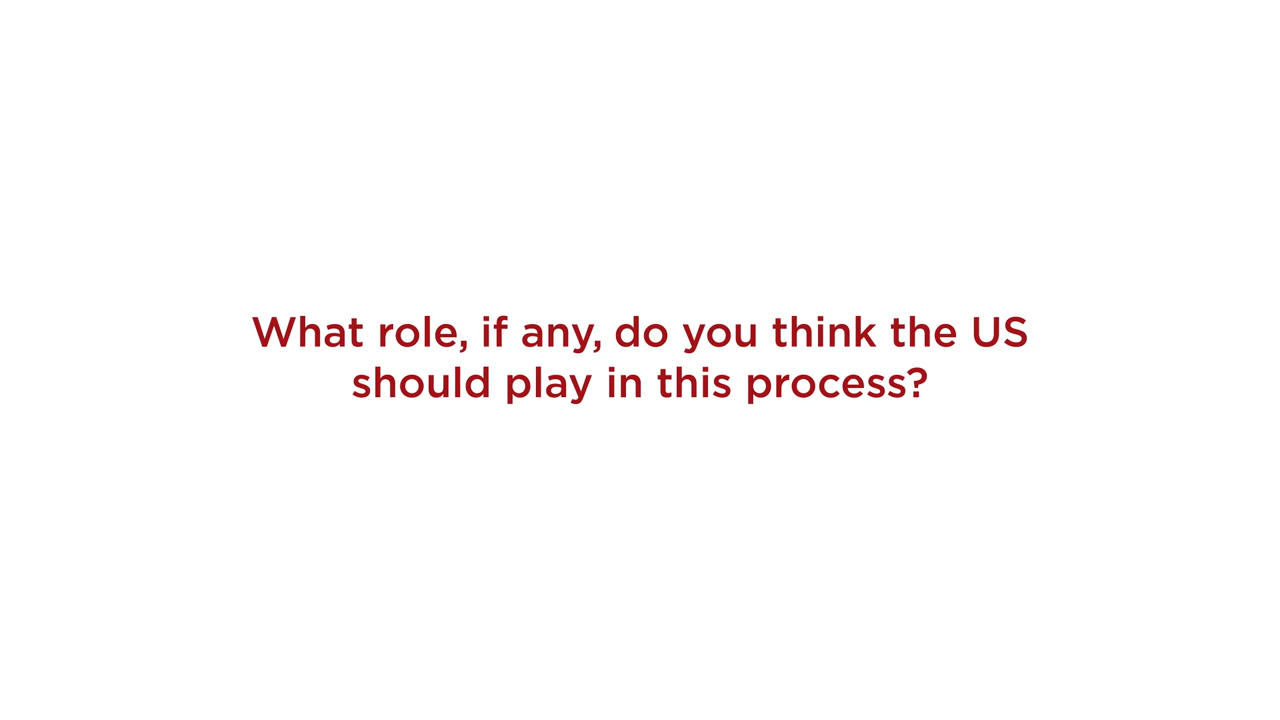 What role, if any, do you think the US
should play in this process?